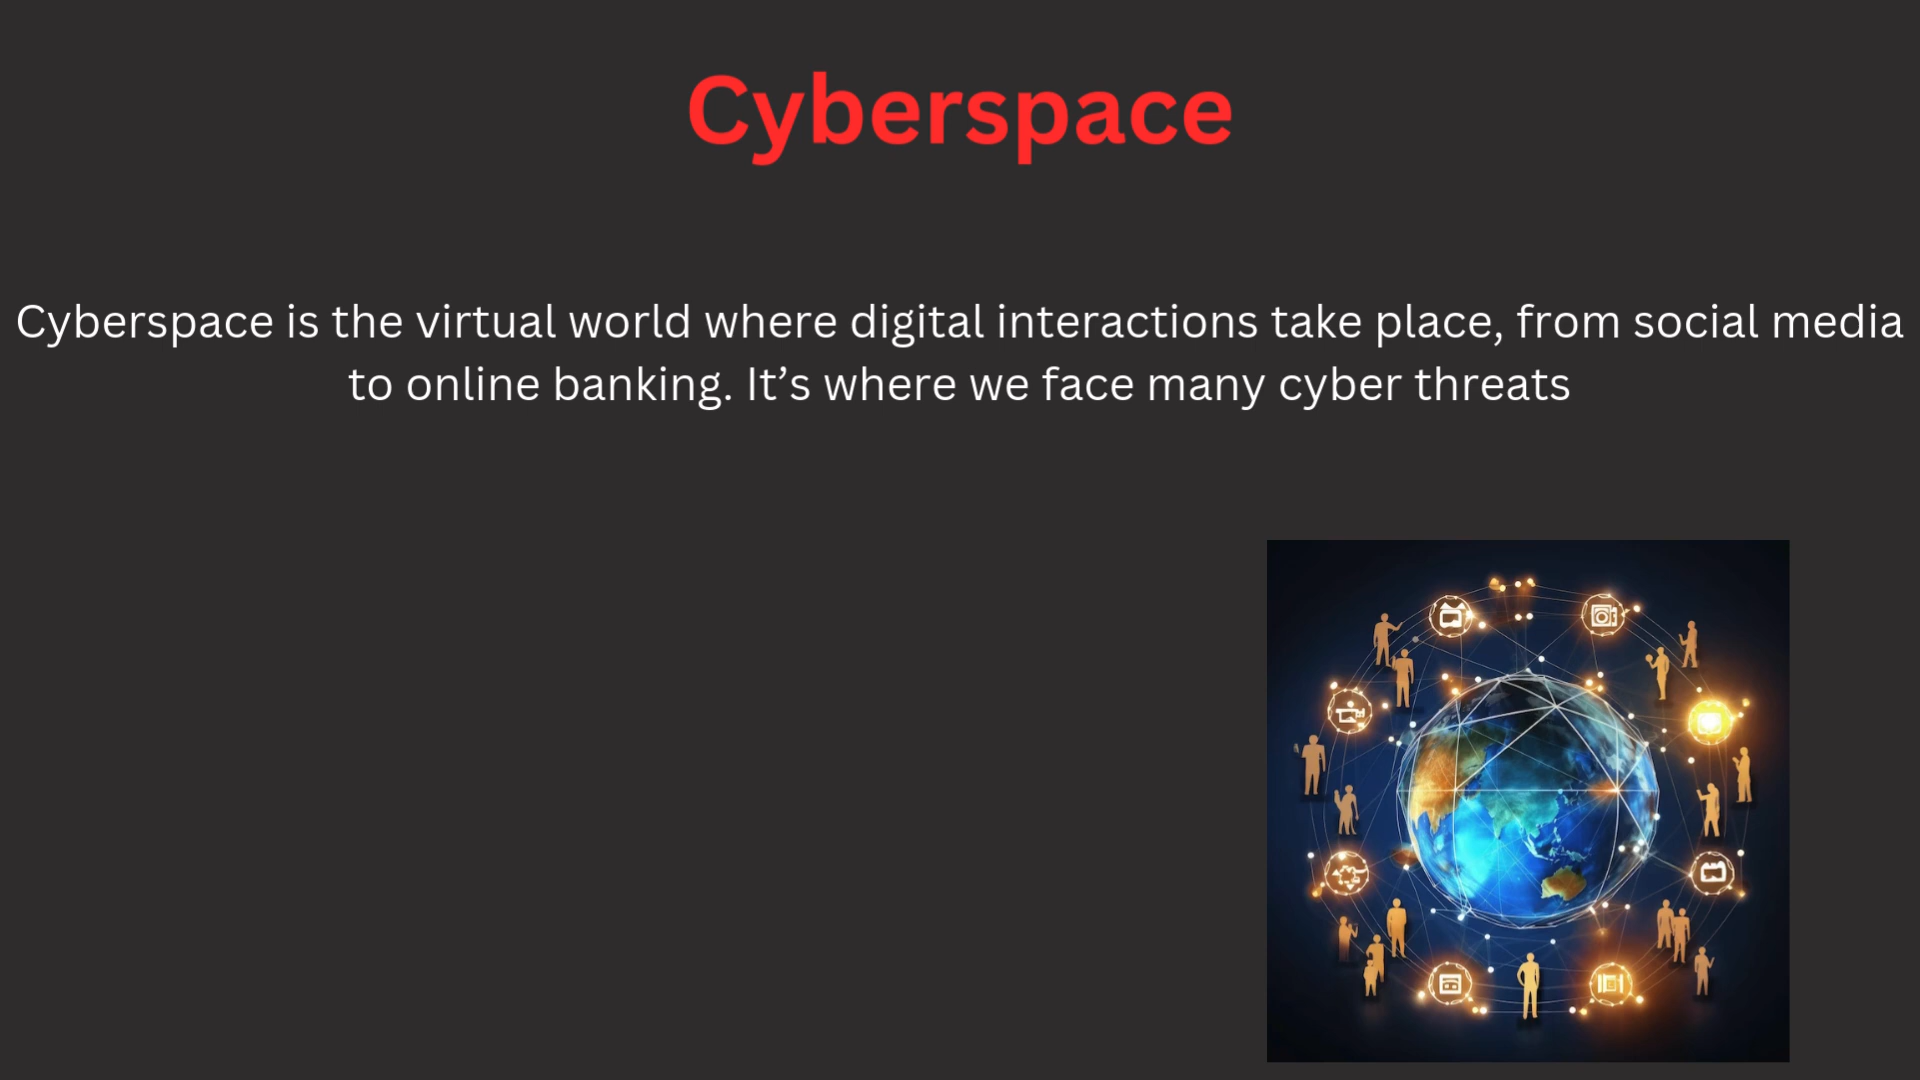 Cyberspace
Cyberspace is the virtual world where digital interactions take place, from social media
to online banking. It’s where we face many cyber threats